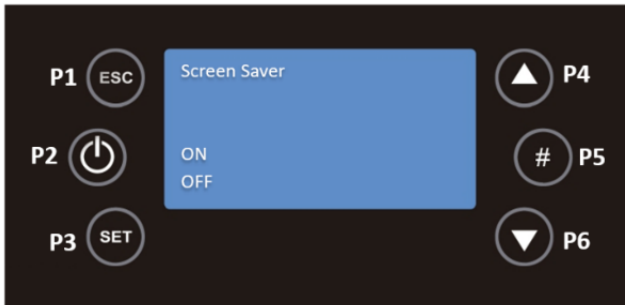 P1 ESC
Screen Saver
P4
P2
ON
# P5
OFF
P3 SET
P6